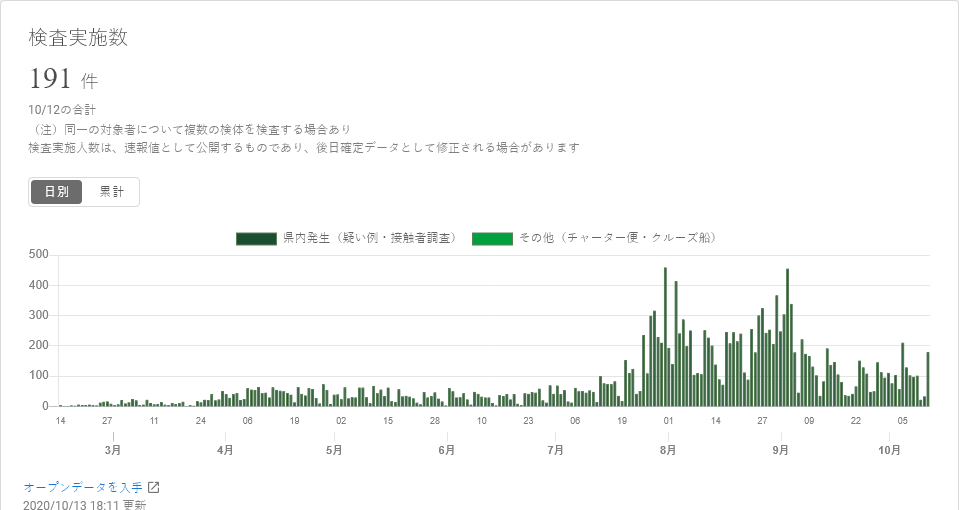 検査実施数
191 件
10/12の合計
（注）同一の対象者について複数の検体を検査する場合あり
検査実施人数は、速報値として公開するものであり、後日確定データとして修正される場合があります
日別 累計
県内発生（疑い例・接触者調査） その他（チャーター便・クルーズ船）
500
400
300
200
100
0
14 27 11 24 06 19 02 15 28 10 23 06 19 01 14 27 09 22 05
3月 4月 5月 6月 7月 8月 9月 10月
オープンデータを入手
2020/10/13 18:11 更新